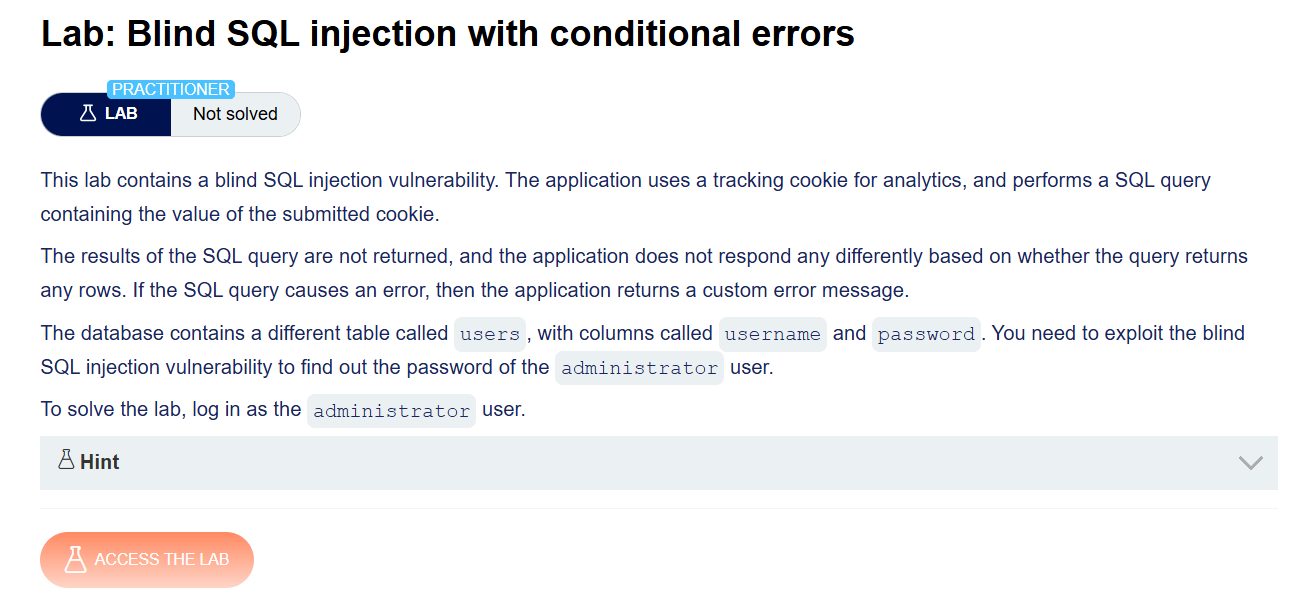 Lab: Blind SQL injection with conditional errors
PRACTITIONER
LAB
Not solved
This lab contains a blind SQL injection vulnerability. The application uses a tracking cookie for analytics, and performs a SQL query
containing the value of the submitted cookie.
The results of the SQL query are not returned, and the application does not respond any differently based on whether the query returns
any rows. If the SQL query causes an error, then the application returns a custom error message.
The database contains a different table called users, with columns called username and password. You need to exploit the blind
SQL injection vulnerability to find out the password of the administrator user.
To solve the lab, log in as the administrator user.
Hint
ACCESS THE LAB